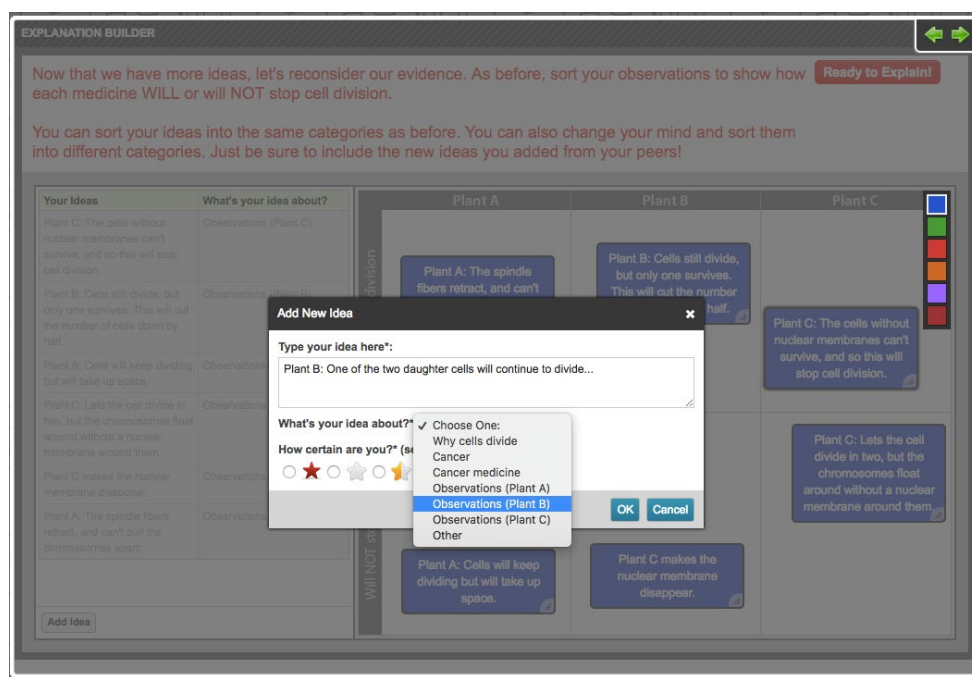 EXPLANATION BUILDER
Now that we have more ideas, let's reconsider our evidence. As before, sort your observations to show how
each medicine WILL or will NOT stop cell division.
Ready to Explain!
You can sort your ideas into the same categories as before. You can also change your mind and sort them
into different categories. Just be sure to include the new ideas you added from your peers!
Your Ideas
What's your idea about?
Plant C: The cells without
nuclear membranes can't
survive, and so this will stop
cell division.
Observations (Plant C)
Plant B: Cells still divide, but
only one survives. This will cut
the number of cells down by
half.
Observations (Plant B)
Plant A: Cells will keep dividing
but will take up space.
Observations
Plant C: Lets the cell divide in
two, but the chromosomes float
around without a nuclear
membrane around them.
Observations
Plant C makes the nuclear
membrane disappear.
Observations
Plant A: The spindle fibers
retract, and can't pull the
chromosomes apart.
Observations
Add Idea
Plant A
Plant B
Plant C
division
Will NOT
Plant A: The spindle
fibers retract, and can't
Plant B: Cells still divide,
but only one survives.
This will cut the number
half.
Plant C: The cells without
nuclear membranes can't
survive, and so this will
stop cell division.
Plant C: Lets the cell
divide in two, but the
chromosomes float
around without a nuclear
membrane around them.
Plant A: Cells will keep
dividing but will take up
space.
Plant C makes the
nuclear membrane
disappear.
Add New Idea
Type your idea here*:
Plant B: One of the two daughter cells will continue to divide...
What's your idea about?*
How certain are you?*
Choose One:
Why cells divide
Cancer
Cancer medicine
Observations (Plant A)
Observations (Plant B)
Observations (Plant C)
Other
OK
Cancel